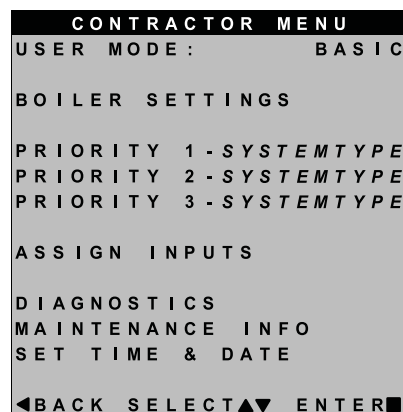 CONTRACTOR MENU
USER MODE: BASIC
BOILER SETTINGS
PRIORITY 1-SYSTEMTYPE
PRIORITY 2-SYSTEMTYPE
PRIORITY 3-SYSTEMTYPE
ASSIGN INPUTS
DIAGNOSTICS
MAINTENANCE INFO
SET TIME & DATE
◀BACK SELECT▲▼ ENTER■